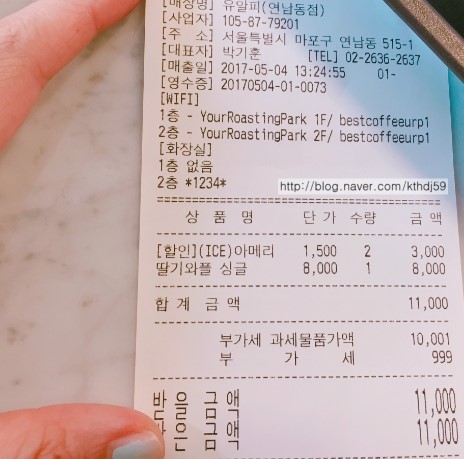 [매장명] 유알피(연남동점)
[사업자] 105-87-79201
[주 소] 서울특별시 마포구 연남동 515-1
[대표자] 박기훈 [TEL] 02-2636-2637
[매출일] 2017-05-04 13:24:55 01-
[영수증] 20170504-01-0073
[WIFI]
1층 - YourRoastingPark 1F/ bestcoffeeurp1
2층 - YourRoastingPark 2F/ bestcoffeeurp1
[화장실]
1층 없음
2층 *1234*
http://blog.naver.com/kthdj59
상 품 명 단 가 수량 금 액
[할인](ICE)아메리 1,500 2 3,000
딸기와플 싱글 8,000 1 8,000
합 계 금 액 11,000
부가세 과세물품가액 10,001
부 가 세 999
받 을 금 액 11,000
받 은 금 액 11,000